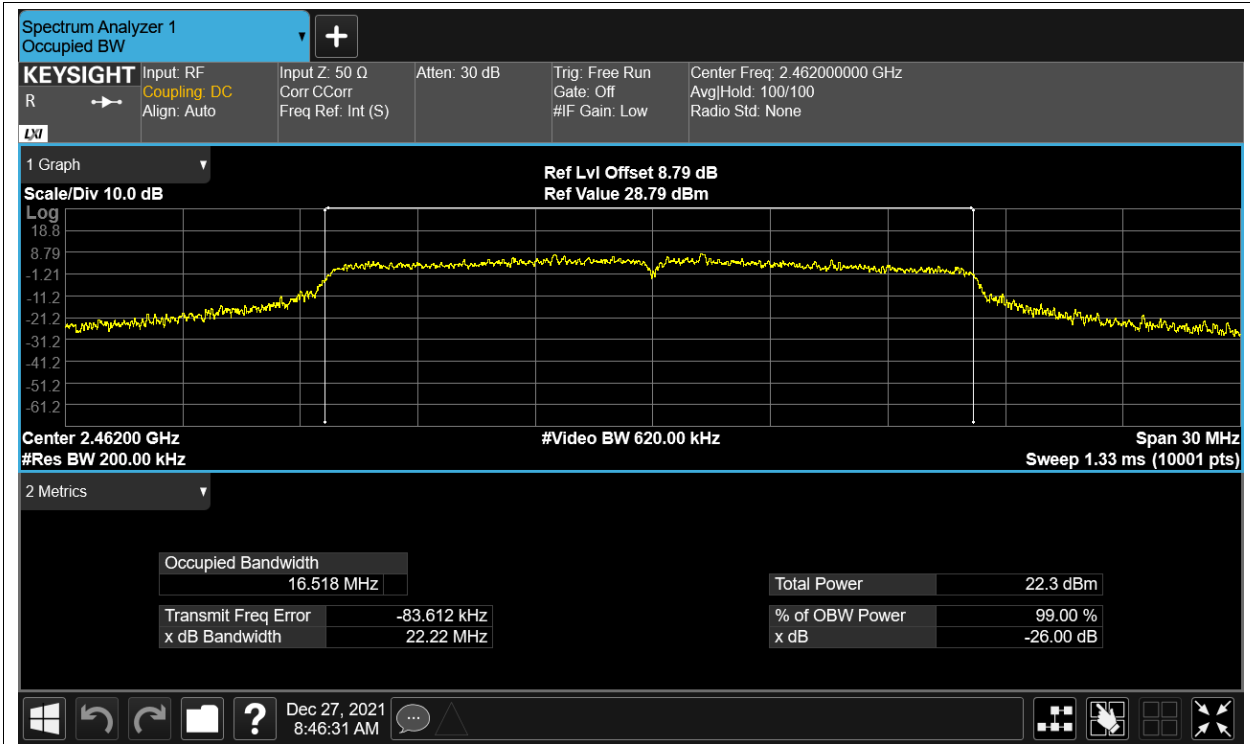 Spectrum Analyzer 1
Occupied BW
KEYSIGHT
R
LXI
Input: RF
Coupling: DC
Align: Auto
Input Z: 50 Ω
Corr CCorr
Freq Ref: Int (S)
Atten: 30 dB
Trig: Free Run
Gate: Off
#IF Gain: Low
Center Freq: 2.462000000 GHz
Avg|Hold: 100/100
Radio Std: None
1 Graph
Scale/Div 10.0 dB
Ref Lvl Offset 8.79 dB
Ref Value 28.79 dBm
Log
18.8
8.79
-1.21
-11.2
-21.2
-31.2
-41.2
-51.2
-61.2
Center 2.46200 GHz
#Res BW 200.00 kHz
#Video BW 620.00 kHz
Span 30 MHz
Sweep 1.33 ms (10001 pts)
2 Metrics
Occupied Bandwidth
16.518 MHz
Transmit Freq Error -83.612 kHz
x dB Bandwidth 22.22 MHz
Total Power 22.3 dBm
% of OBW Power 99.00 %
x dB -26.00 dB
?
Dec 27, 2021
8:46:31 AM